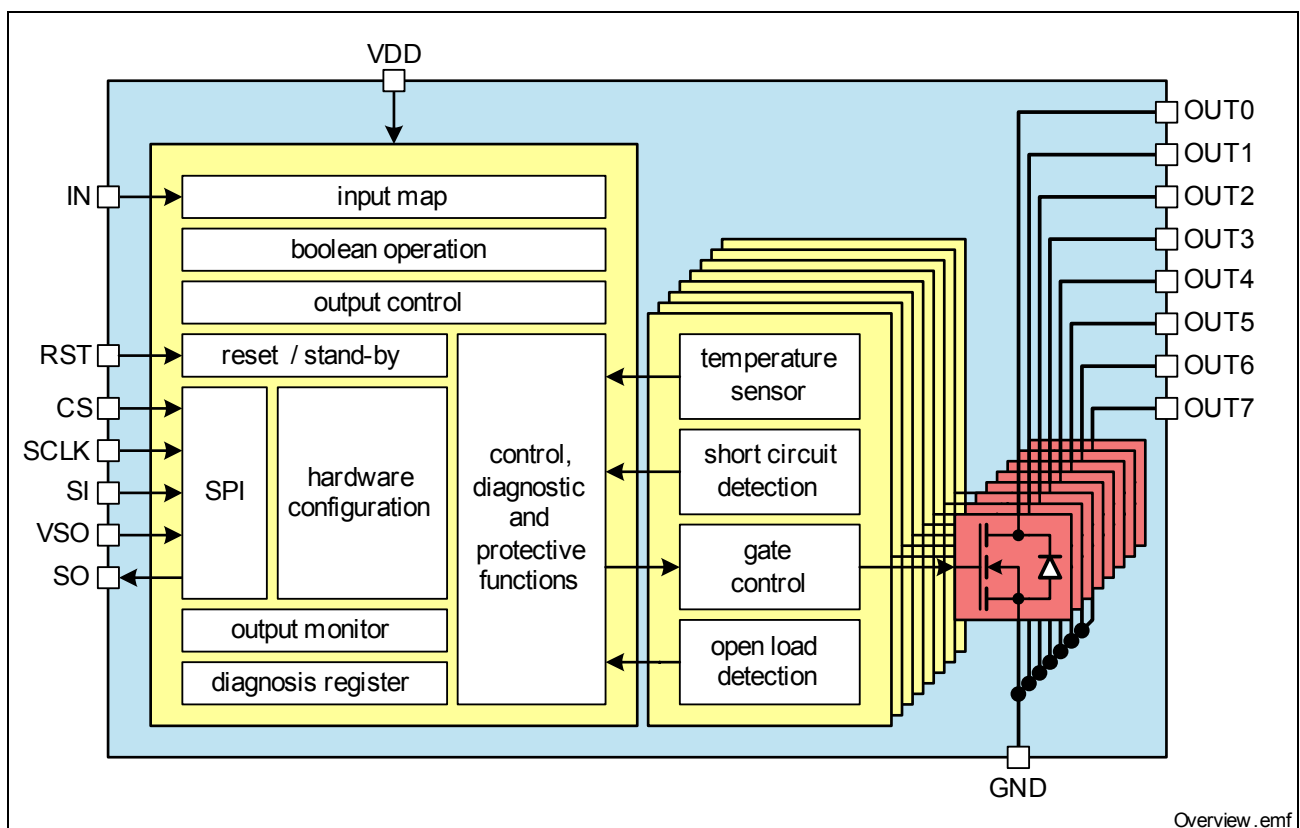 VDD
IN
RST
CS
SCLK
SI
VSO
SO
input map
boolean operation
output control
reset / stand-by
SPI
hardware
configuration
control,
diagnostic
and
protective
functions
output monitor
diagnosis register
temperature
sensor
short circuit
detection
gate
control
open load
detection
OUT0
OUT1
OUT2
OUT3
OUT4
OUT5
OUT6
OUT7
GND
Overview.emf